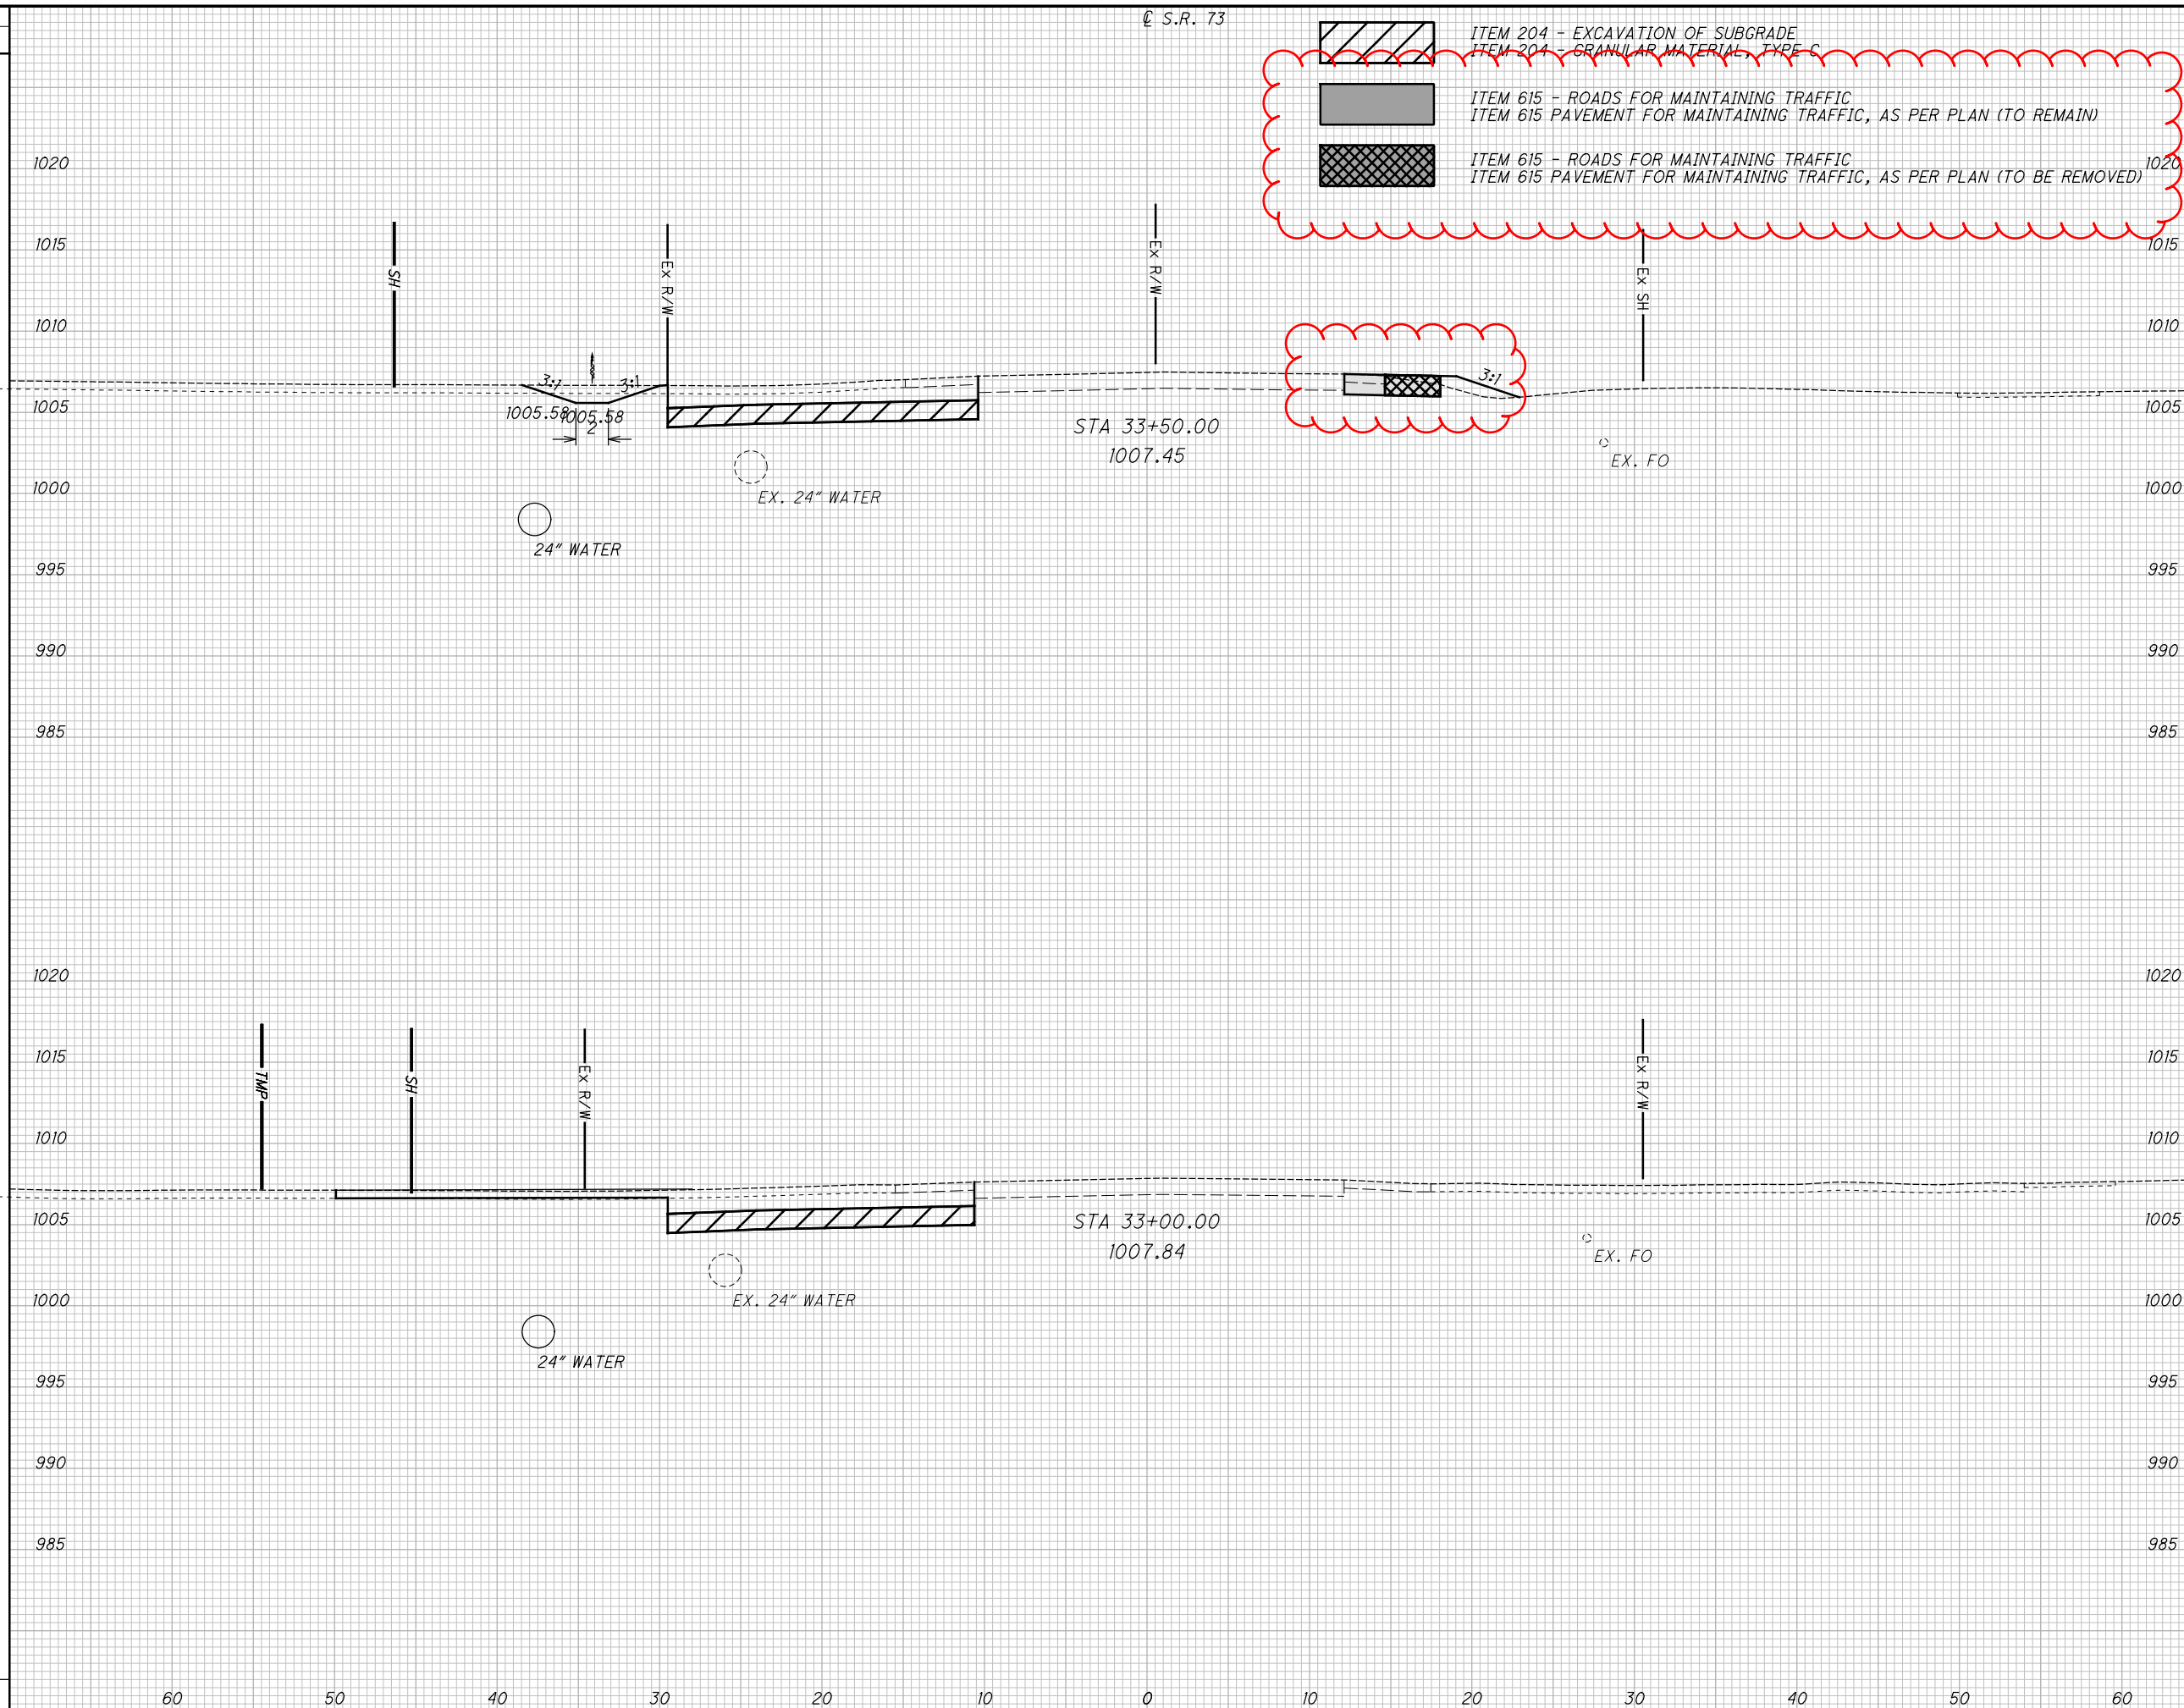 ℄ S.R. 73
ITEM 204 - EXCAVATION OF SUBGRADE
ITEM 204 - GRANULAR MATERIAL, TYPE C
ITEM 615 - ROADS FOR MAINTAINING TRAFFIC
ITEM 615 PAVEMENT FOR MAINTAINING TRAFFIC, AS PER PLAN (TO REMAIN)
ITEM 615 - ROADS FOR MAINTAINING TRAFFIC
ITEM 615 PAVEMENT FOR MAINTAINING TRAFFIC, AS PER PLAN (TO BE REMOVED)
1020 1020
1015 1015
SH
Ex R/W
Ex R/W
Ex SH
1010 1010
3:1 3:1 3:1
1005 1005
1005.58 1005.58
2
STA 33+50.00
1007.45
EX. FO
1000 1000
EX. 24" WATER
24" WATER
995 995
990 990
985 985
1020 1020
1015 1015
TMP
SH
Ex R/W
Ex R/W
1010 1010
1005 1005
STA 33+00.00
1007.84
EX. FO
1000 1000
EX. 24" WATER
24" WATER
995 995
990 990
985 985
60 50 40 30 20 10 0 10 20 30 40 50 60